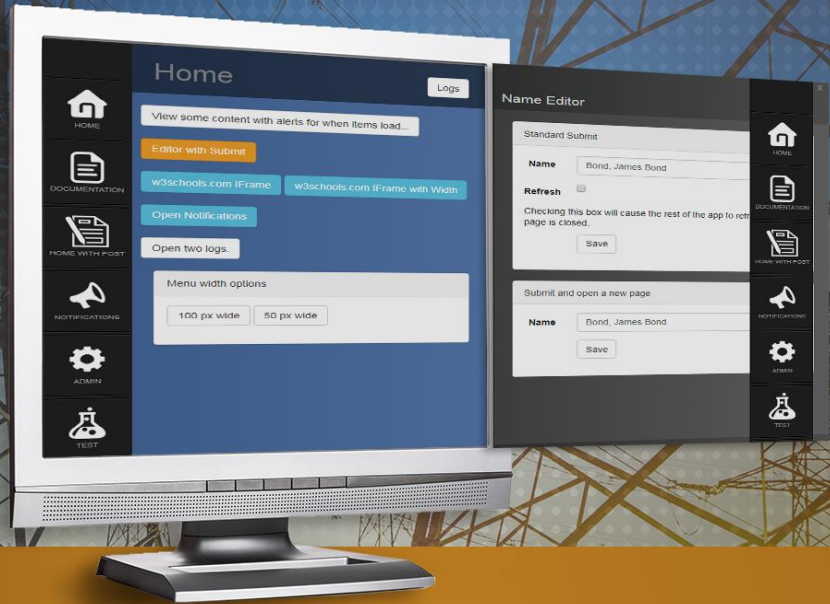 Home
Logs
HOME
DOCUMENTATION
HOME WITH POST
NOTIFICATIONS
ADMIN
TEST
View some content with alerts for when items load...
Editor with Submit
w3schools.com IFrame
w3schools.com IFrame with Width
Open Notifications
Open two logs.
Menu width options
100 px wide
50 px wide
Name Editor
x
Standard Submit
Name
Bond, James Bond
Refresh
Checking this box will cause the rest of the app to refr
page is closed.
Save
Submit and open a new page
Name
Bond, James Bond
Save
HOME
DOCUMENTATION
HOME WITH POST
NOTIFICATIONS
ADMIN
TEST